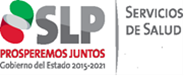 SLP
PROSPEREMOS JUNTOS
Gobierno del Estado 2015-2021
SERVICIOS
DE SALUD